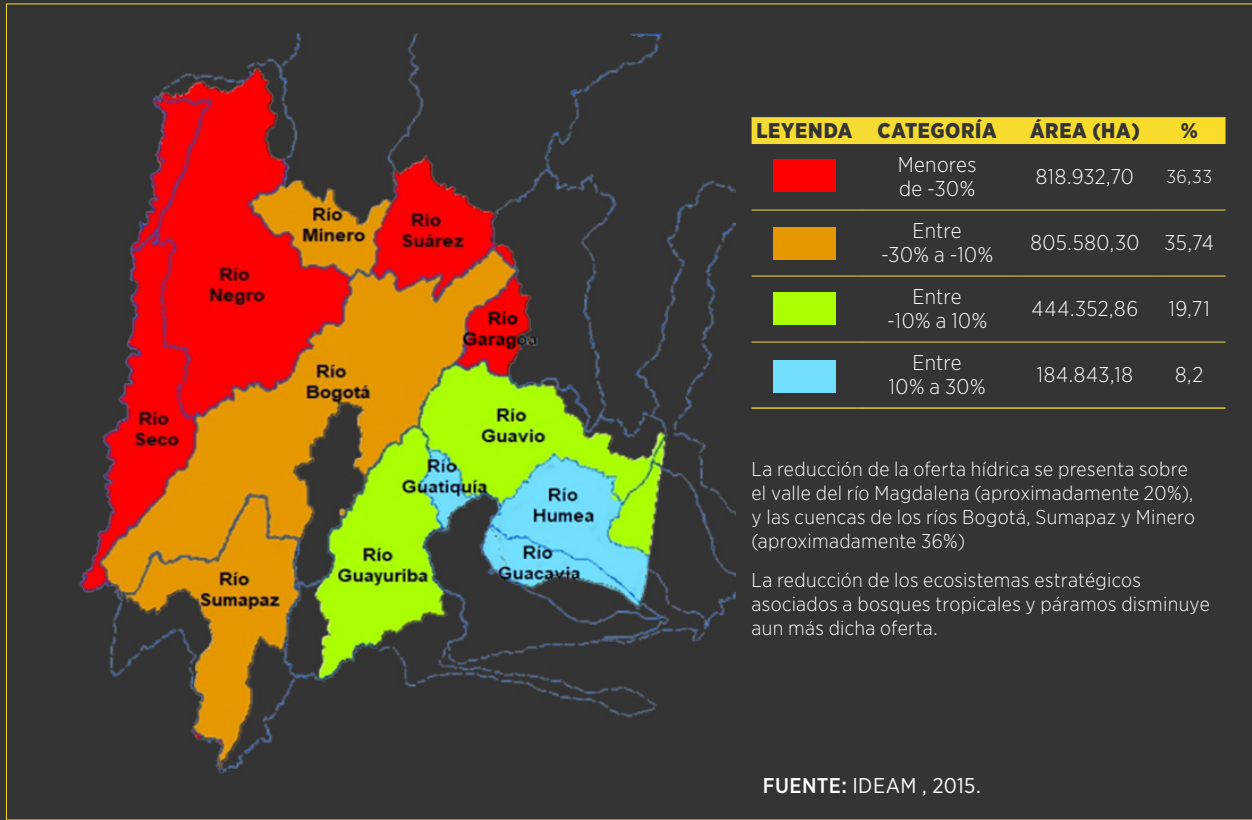 Río
Minero
Río
Suárez
Río
Negro
Río
Garagoa
Río
Bogotá
Río
Seco
Río
Guavio
Río
Guatiquía
Río
Humea
Río
Guayuriba
Río
Guacavia
Río
Sumapaz
LEYENDA CATEGORÍA ÁREA (HA) %
Menores
de -30% 818.932,70 36,33
Entre
-30% a -10% 805.580,30 35,74
Entre
-10% a 10% 444.352,86 19,71
Entre
10% a 30% 184.843,18 8,2
La reducción de la oferta hídrica se presenta sobre
el valle del río Magdalena (aproximadamente 20%),
y las cuencas de los ríos Bogotá, Sumapaz y Minero
(aproximadamente 36%)
La reducción de los ecosistemas estratégicos
asociados a bosques tropicales y páramos disminuye
aun más dicha oferta.
FUENTE: IDEAM , 2015.